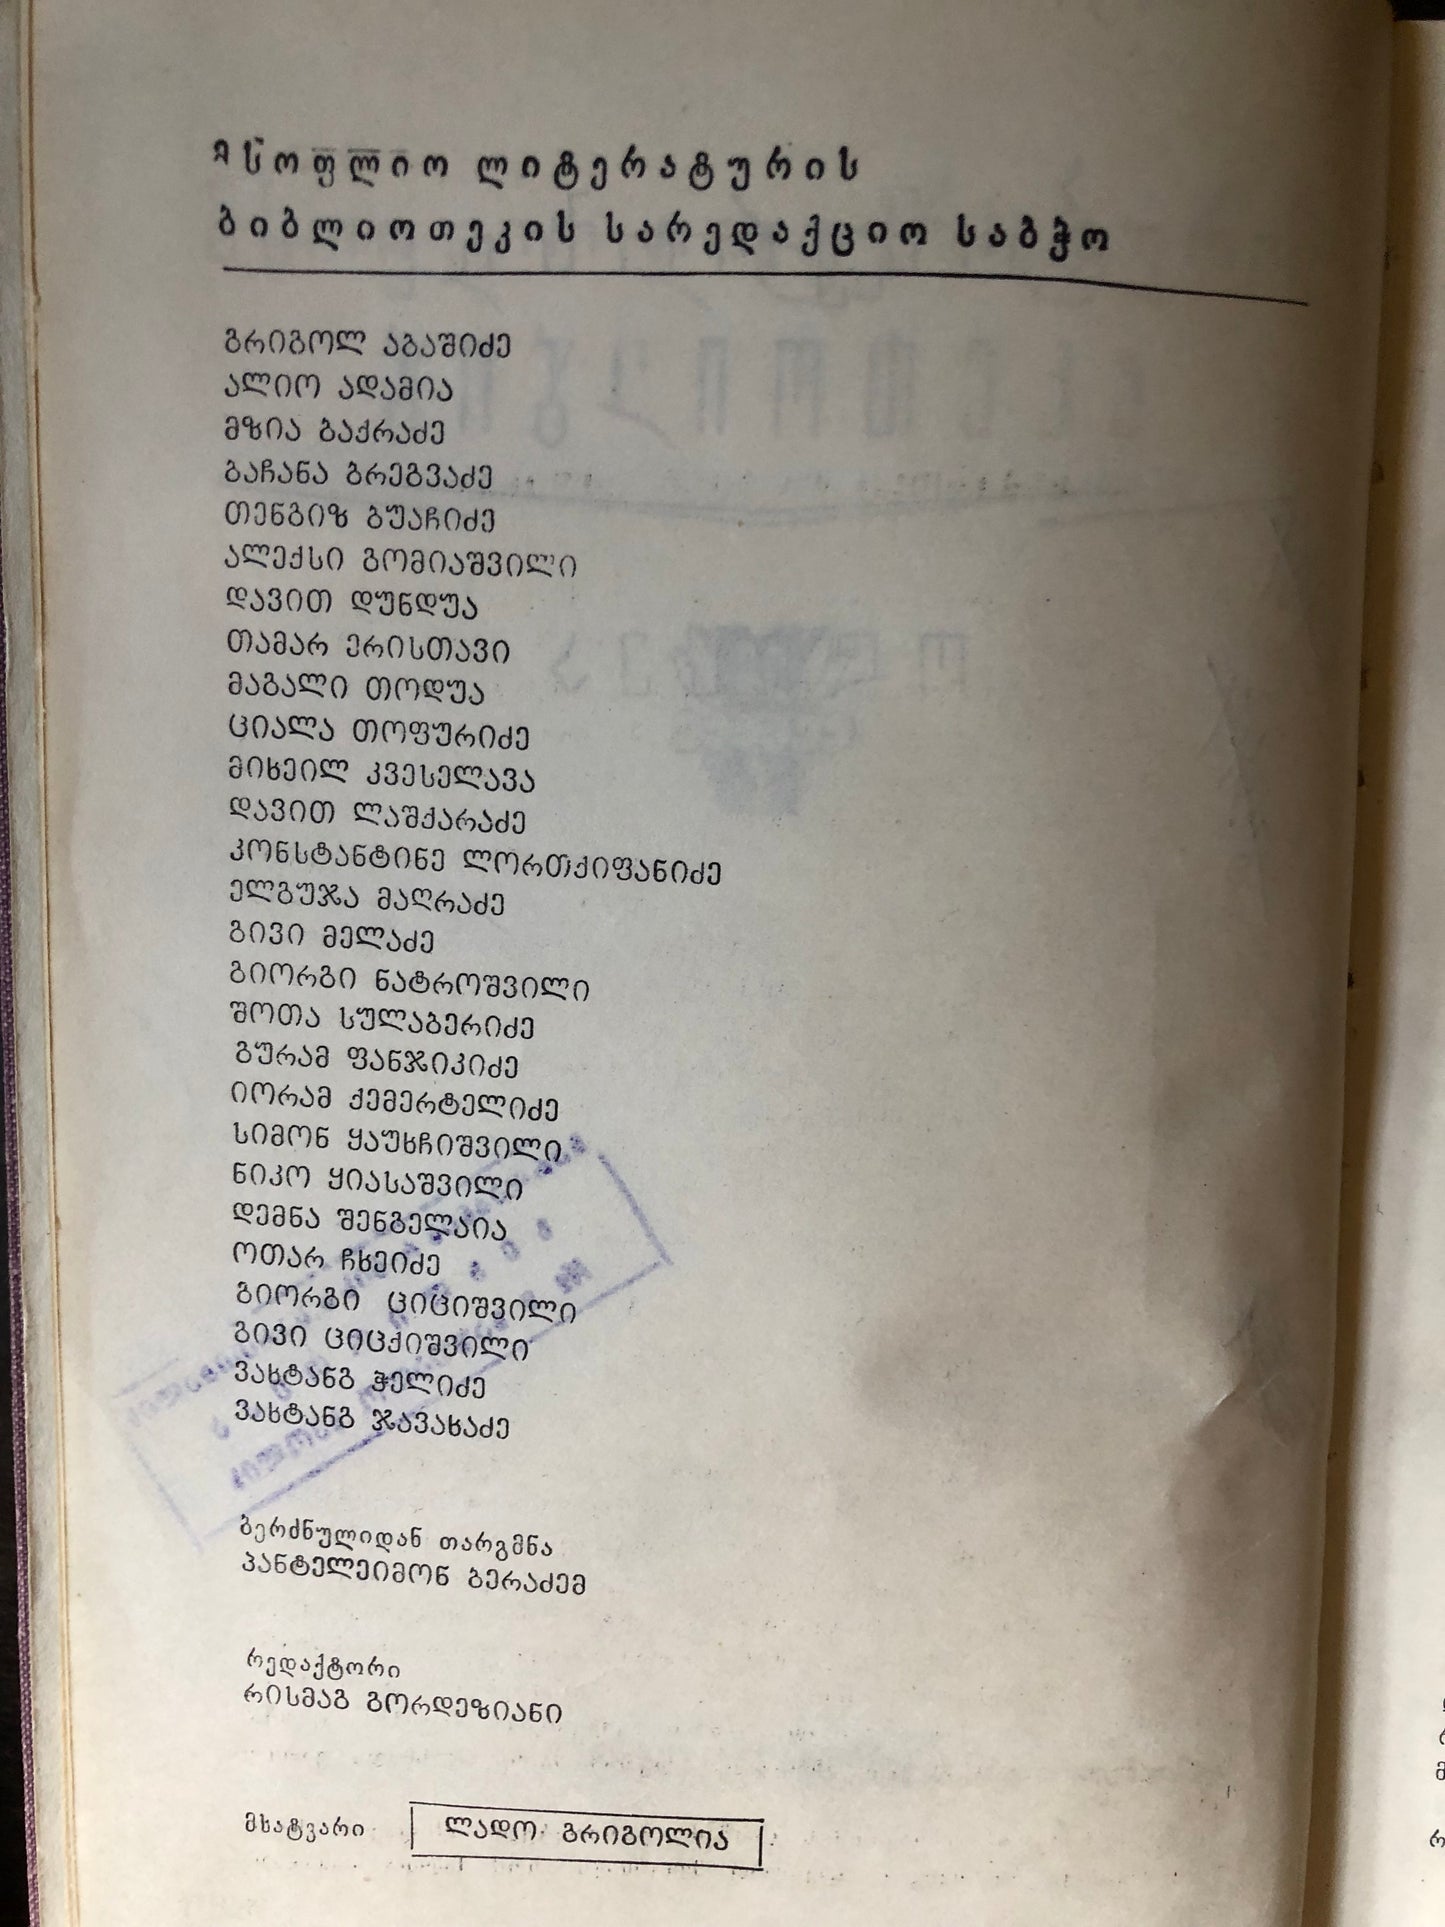 მსოფლიო ლიტერატურის
ბიბლიოთეკის სარედაქციო საბჭო
გრიგოლ აბაშიძე
ალიო ადამია
მზია ბაქრაძე
ბაჩანა ბრეგვაძე
თენგიზ ბუაჩიძე
ალექსი გომიაშვილი
დავით დუნდუა
თამარ ერისთავი
მაგალი თოდუა
ციალა თოფურიძე
მიხეილ კვესელავა
დავით ლაშქარაძე
კონსტანტინე ლორთქიფანიძე
ელგუჯა მაღრაძე
გივი მელაძე
გიორგი ნატროშვილი
შოთა სულაბერიძე
გურამ ფანჯიკიძე
იორამ ქემერტელიძე
სიმონ ყაუხჩიშვილი
ნიკო ყიასაშვილი
დემნა შენგელაია
ოთარ ჩხეიძე
გიორგი ციციშვილი
გივი ციცქიშვილი
ვახტანგ ჭელიძე
ვახტანგ ჯავახაძე
ბერძნულიდან თარგმნა
პანტელეიმონ ბერაძემ
რედაქტორი
რისმაგ გორდეზიანი
მხატვარი ლადო გრიგოლია